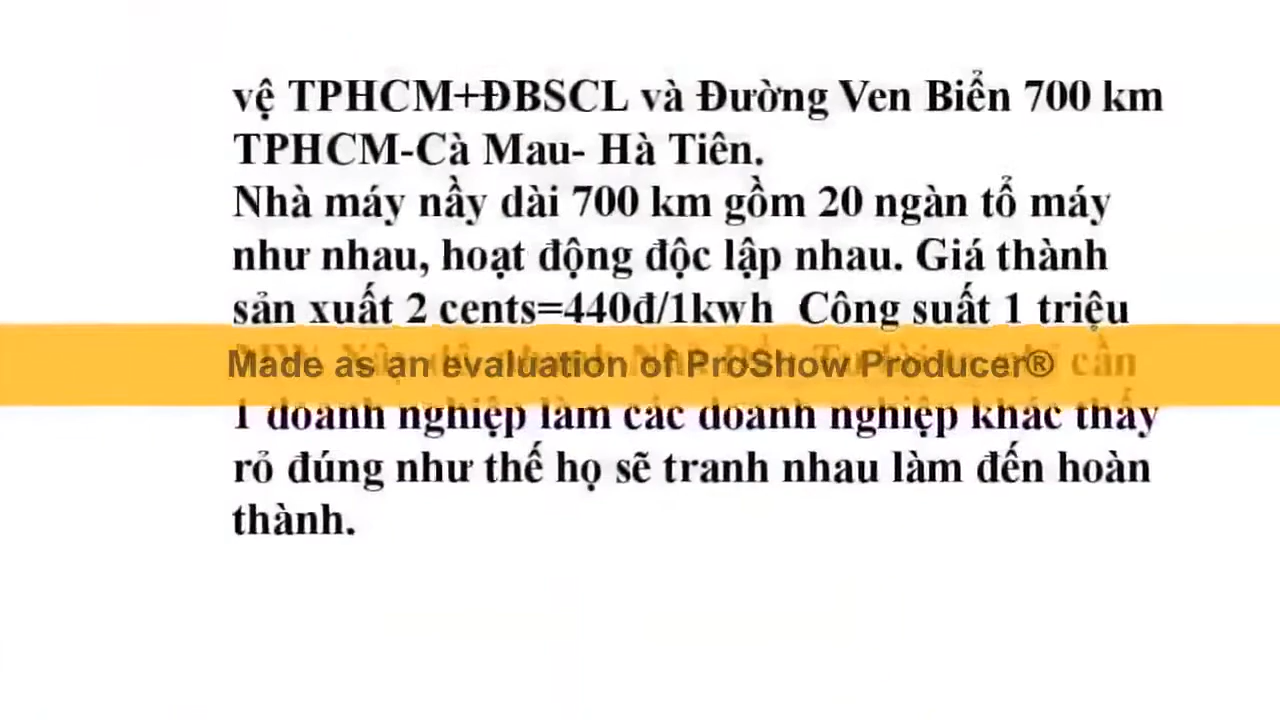 vệ TPHCM+ĐBSCL và Đường Ven Biển 700 km
TPHCM-Cà Mau- Hà Tiên.
Nhà máy nầy dài 700 km gồm 20 ngàn tổ máy
như nhau, hoạt động độc lập nhau. Giá thành
sản xuất 2 cents=440đ/1kwh Công suất 1 triệu
Made as an evaluation of ProShow Producer®
cần
1 doanh nghiệp làm các doanh nghiệp khác thấy
rỏ đúng như thế họ sẽ tranh nhau làm đến hoàn
thành.